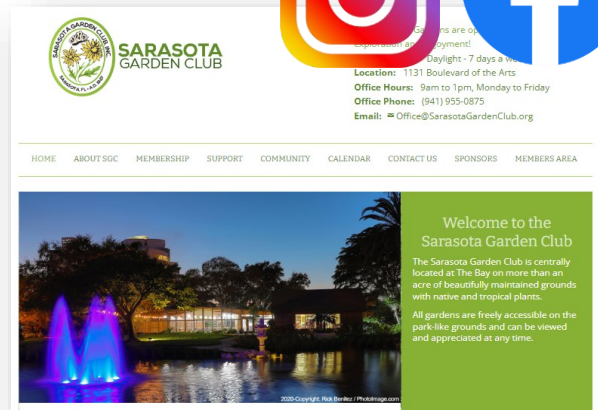 SARASOTA GARDEN CLUB INC
SARASOTA, FL • A.D. 1927
SARASOTA
GARDEN CLUB
Gardens are op
exploration and enjoyment!
Daylight - 7 days a we
Location: 1131 Boulevard of the Arts
Office Hours: 9am to 1pm, Monday to Friday
Office Phone: (941) 955-0875
Email: Office@SarasotaGardenClub.org
HOME ABOUT SGC MEMBERSHIP SUPPORT COMMUNITY CALENDAR CONTACT US SPONSORS MEMBERS AREA
Welcome to the
Sarasota Garden Club
The Sarasota Garden Club is centrally
located at The Bay on more than an
acre of beautifully maintained grounds
with native and tropical plants.
All gardens are freely accessible on the
park-like grounds and can be viewed
and appreciated at any time.
2020-Copyright: Rick Benitez / Photolmage.com